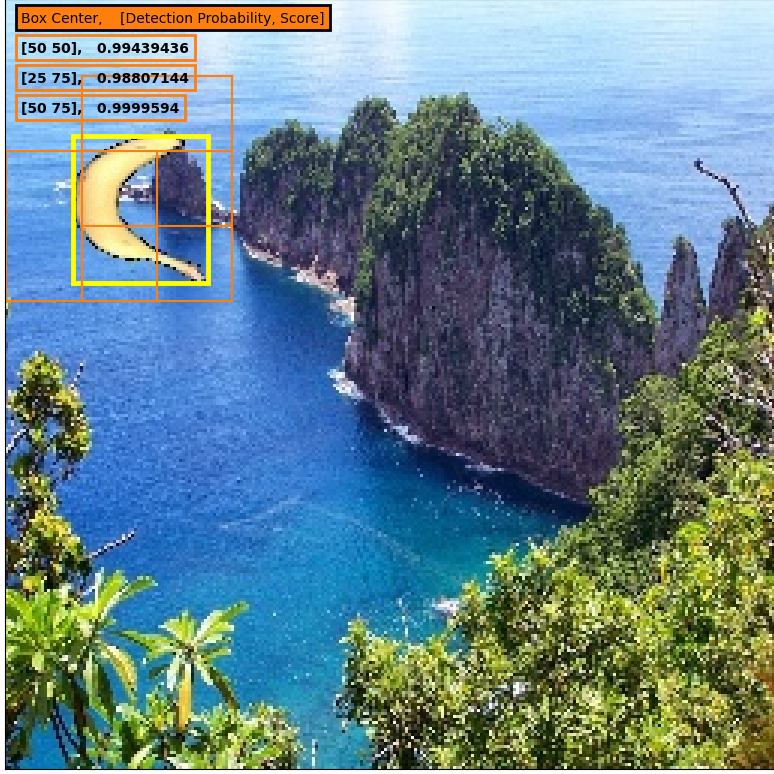 Box Center,    [Detection Probability, Score]
[50 50],   0.99439436
[25 75],   0.98807144
[50 75],   0.9999594